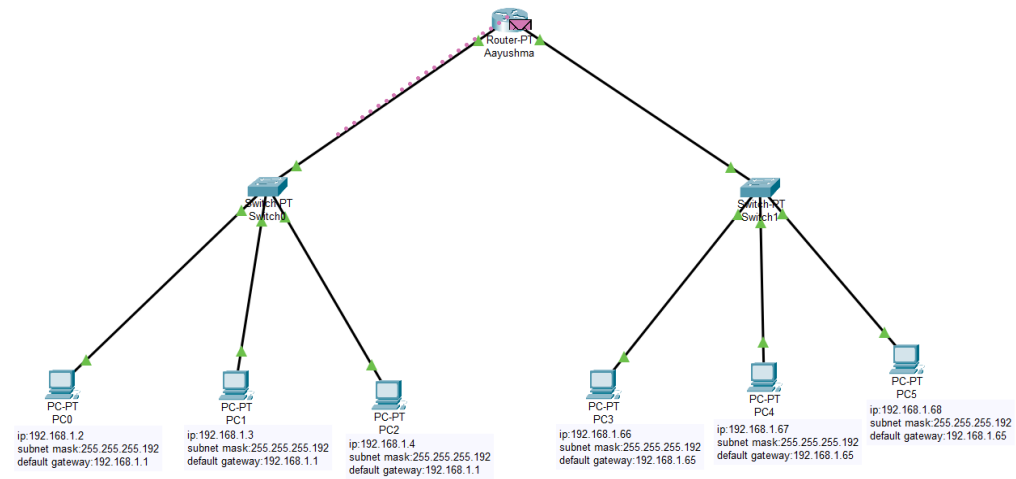 Router-PT
Aayushma
Switch-PT
Switch0
Switch-PT
Switch1
PC-PT
PC0
ip:192.168.1.2
subnet mask:255.255.255.192
default gateway:192.168.1.1
PC-PT
PC1
ip:192.168.1.3
subnet mask:255.255.255.192
default gateway:192.168.1.1
PC-PT
PC2
ip:192.168.1.4
subnet mask:255.255.255.192
default gateway:192.168.1.1
PC-PT
PC3
ip:192.168.1.66
subnet mask:255.255.255.192
default gateway:192.168.1.65
PC-PT
PC4
ip:192.168.1.67
subnet mask:255.255.255.192
default gateway:192.168.1.65
PC-PT
PC5
ip:192.168.1.68
subnet mask:255.255.255.192
default gateway:192.168.1.65